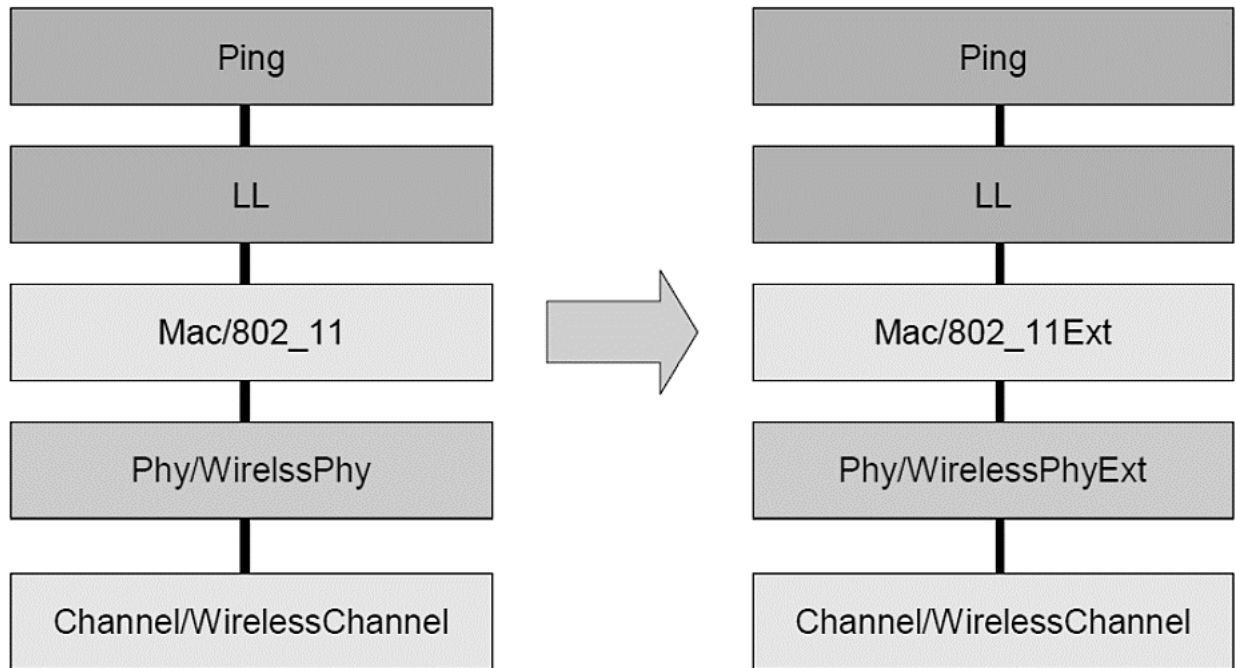 Ping
LL
Mac/802_11
Phy/WirelssPhy
Channel/WirelessChannel
Ping
LL
Mac/802_11Ext
Phy/WirelessPhyExt
Channel/WirelessChannel